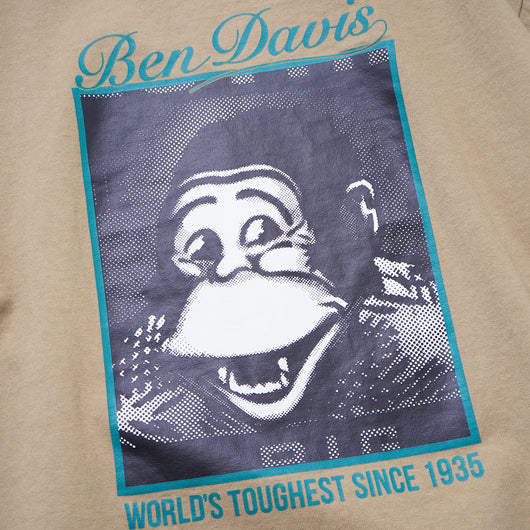 Ben Davis
WORLD'S TOUGHEST SINCE 1935